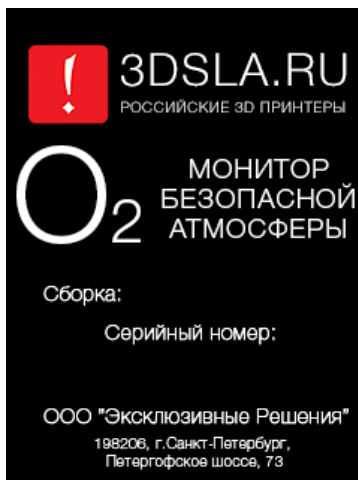 3DSLA.RU
РОССИЙСКИЕ 3D ПРИНТЕРЫ
O2
МОНИТОР
БЕЗОПАСНОЙ
АТМОСФЕРЫ
Сборка:
Серийный номер:
ООО "Эксклюзивные Решения"
198206, г.Санкт-Петербург,
Петергофское шоссе, 73